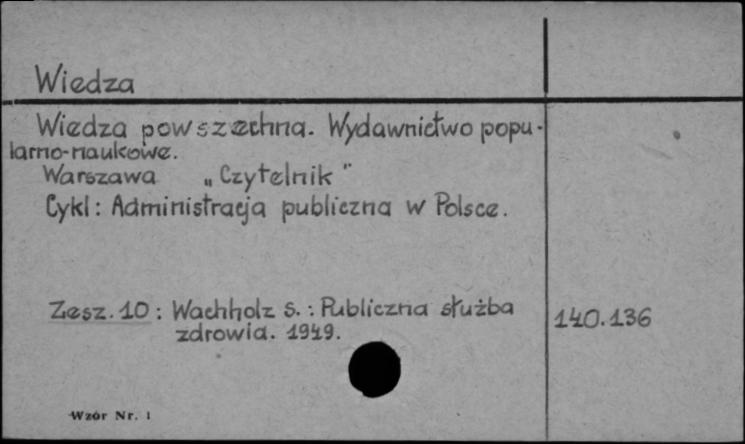 Wiedza
Wiedza powszechna. Wydawnictwo popu-
larno-naukowe.
Warszawa „Czytelnik"
Cykl: Administracja publiczna w Polsce.
Zesz. 10: Wachholz S.: Publiczna służba
140.136
zdrowia. 1949.
Wzór Nr. 1